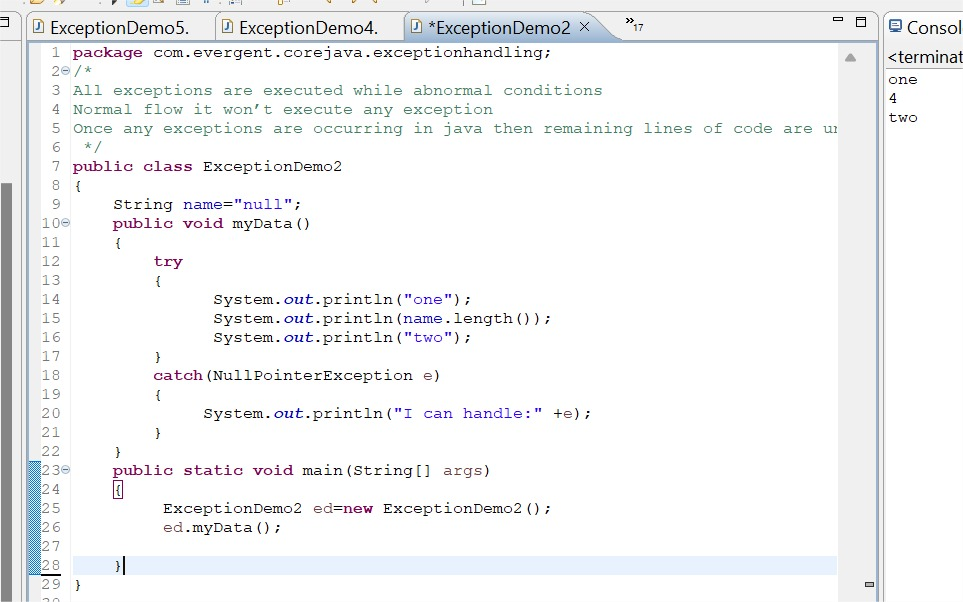 ExceptionDemo5.
ExceptionDemo4.
*ExceptionDemo2
17
Consol
1 package com.evergent.corejava.exceptionhandling;
2 /*
3 All exceptions are executed while abnormal conditions
4 Normal flow it won’t execute any exception
5 Once any exceptions are occurring in java then remaining lines of code are ur
6 */
7 public class ExceptionDemo2
8 {
9 String name="null";
10 public void myData()
11 {
12 try
13 {
14 System.out.println("one");
15 System.out.println(name.length());
16 System.out.println("two");
17 }
18 catch(NullPointerException e)
19 {
20 System.out.println("I can handle:" +e);
21 }
22 }
23 public static void main(String[] args)
24 {
25 ExceptionDemo2 ed=new ExceptionDemo2();
26 ed.myData();
27
28 }
29 }
<terminat
one
4
two